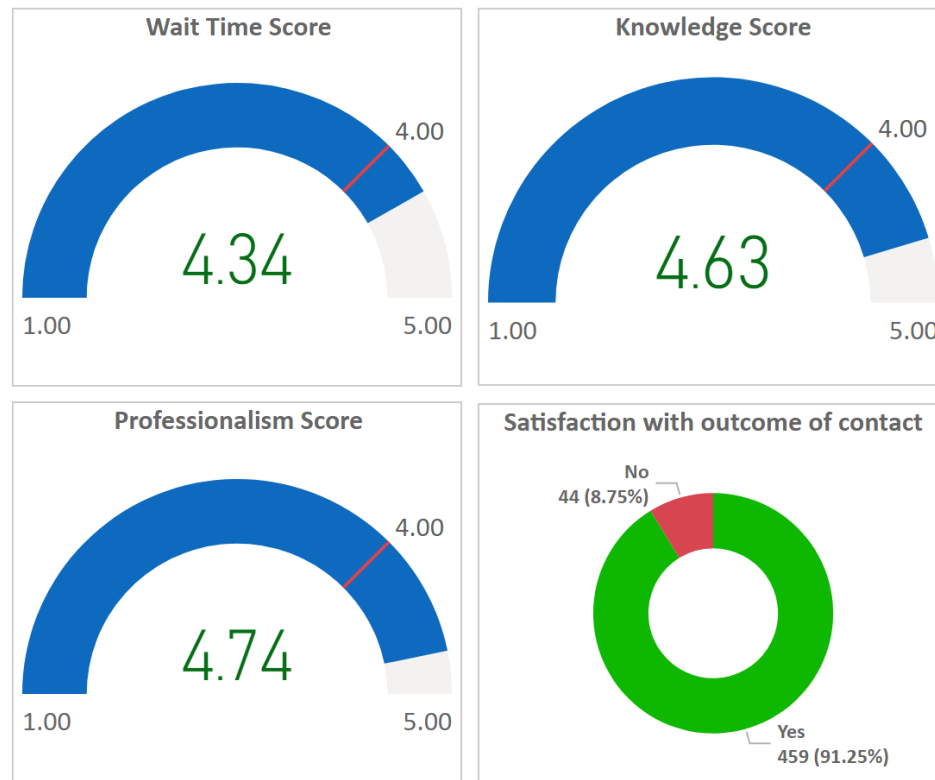 Wait Time Score
4.00
4.34
1.00
5.00
Knowledge Score
4.00
4.63
1.00
5.00
Professionalism Score
4.00
4.74
1.00
5.00
Satisfaction with outcome of contact
No
44 (8.75%)
Yes
459 (91.25%)